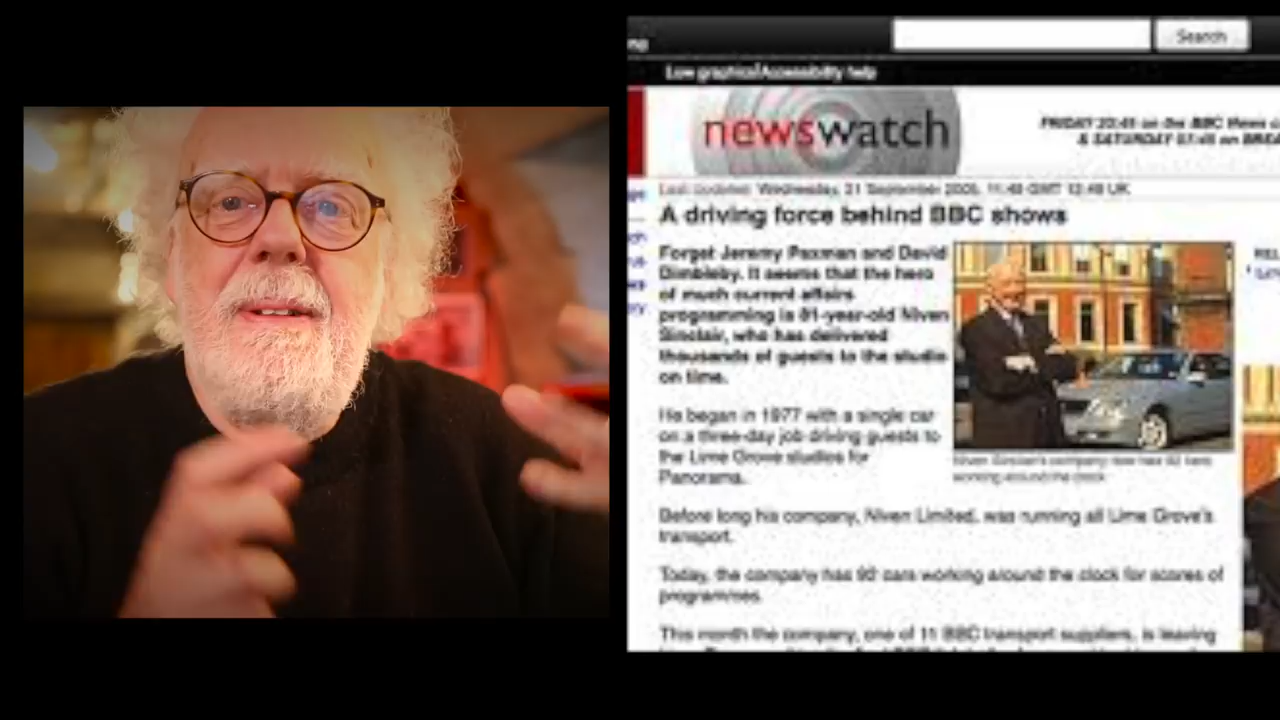 Search
Low graphics|Accessibility help
newswatch
FRIDAY 20:45 on the BBC News
& SATURDAY 07:45 on
Last Updated: Wednesday, 21 September 2005, 11:48 GMT 12:48 UK
A driving force behind BBC shows
Forget Jeremy Paxman and David
Dimbleby. It seems that the hero
of much current affairs
programming is 81-year-old Niven
Sinclair, who has delivered
thousands of guests to the studio
on time.
Niven Sinclair's company now has 92 cars
working around the clock
He began in 1977 with a single car
on a three-day job driving guests to
the Lime Grove studios for
Panorama.
Before long his company, Niven Limited, was running all Lime Grove's
transport.
Today, the company has 92 cars working around the clock for scores of
programmes.
This month the company, one of 11 BBC transport suppliers, is leaving